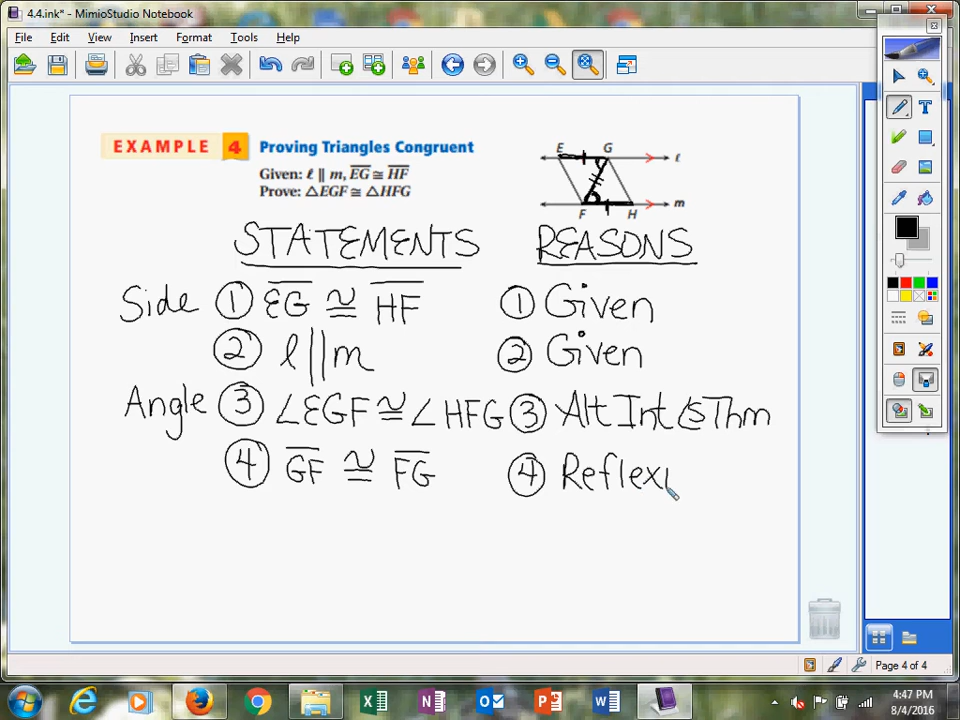 4.4.ink* - MimioStudio Notebook
File Edit View Insert Format Tools Help
EXAMPLE 4 Proving Triangles Congruent
Given: ℓ ∥ m, EG ≅ HF
Prove: △EGF ≅ △HFG
E G ℓ
F H m
STATEMENTS REASONS
Side ① EG ≅ HF ① Given
② ℓ || m ② Given
Angle ③ ∠EGF ≅ ∠HFG ③ Alt Int ∠s Thm
④ GF ≅ FG ④ Reflexi
T
Page 4 of 4
4:47 PM
8/4/2016